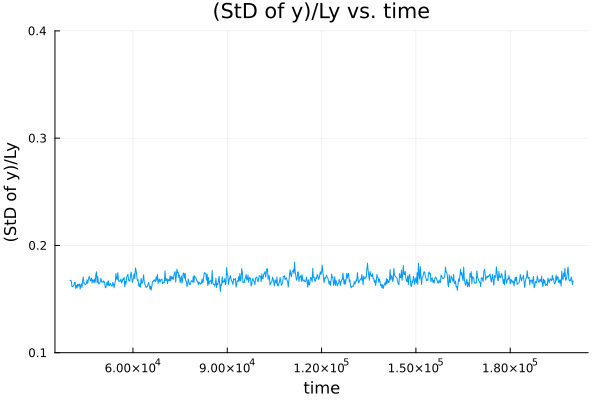 (StD of y)/Ly vs. time
(StD of y)/Ly
0.4
0.3
0.2
0.1
6.00×10⁴ 9.00×10⁴ 1.20×10⁵ 1.50×10⁵ 1.80×10⁵
time